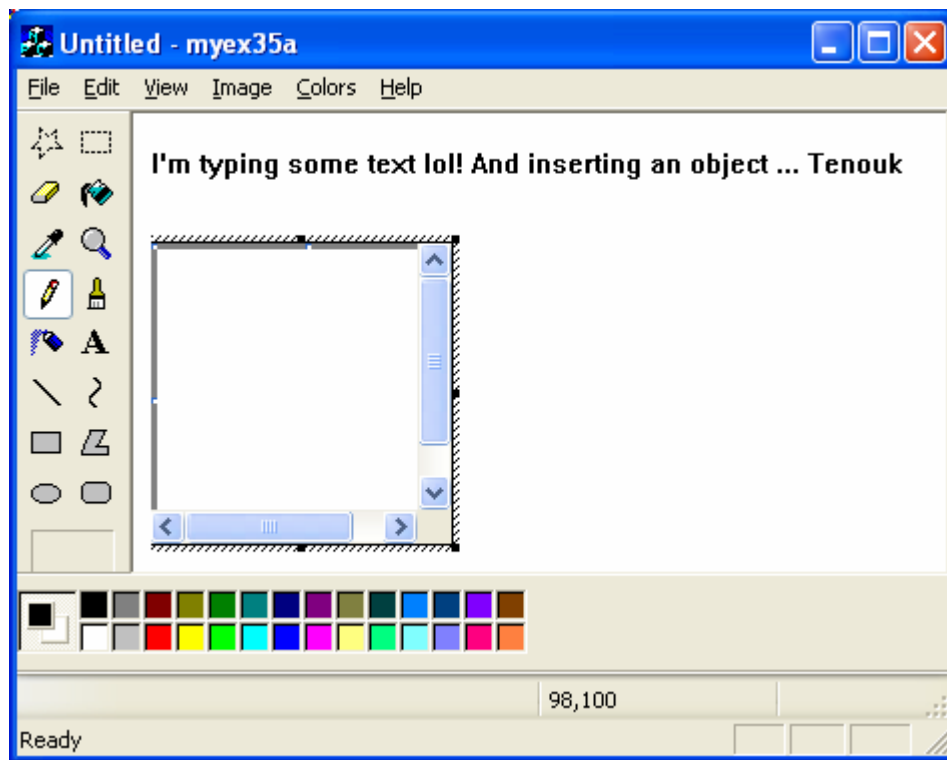 Untitled - myex35a
File Edit View Image Colors Help
I'm typing some text lol! And inserting an object ... Tenouk
A
98,100
Ready